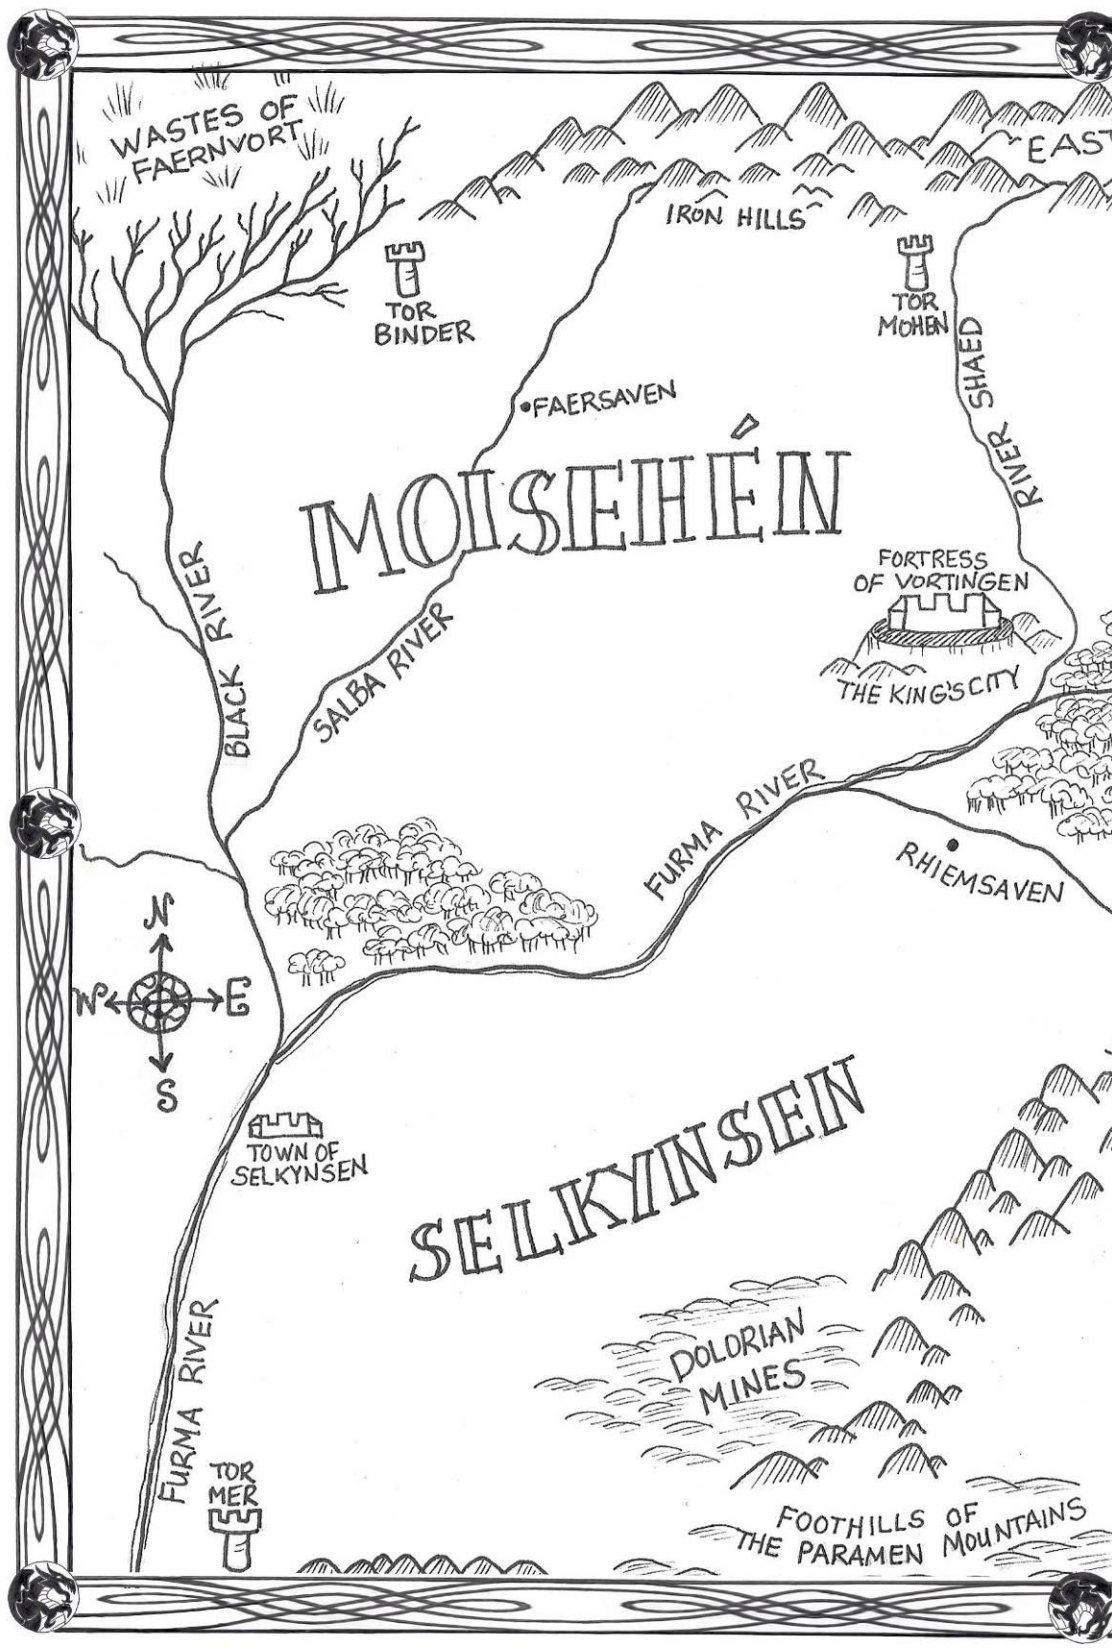 WASTES OF
FAERNVORT
EAST
IRON HILLS
TOR
BINDER
TOR
MOHEN
RIVER SHAED
FAERSAVEN
MOISEHÉN
FORTRESS
OF VORTINGEN
THE KING'S CITY
BLACK RIVER
SALBA RIVER
FURMA RIVER
RHIEMSAVEN
N
W
E
S
TOWN OF
SELKYNSEN
SELKYNSEN
DOLORIAN
MINES
FURMA RIVER
TOR
MER
FOOTHILLS OF
THE PARAMEN MOUNTAINS